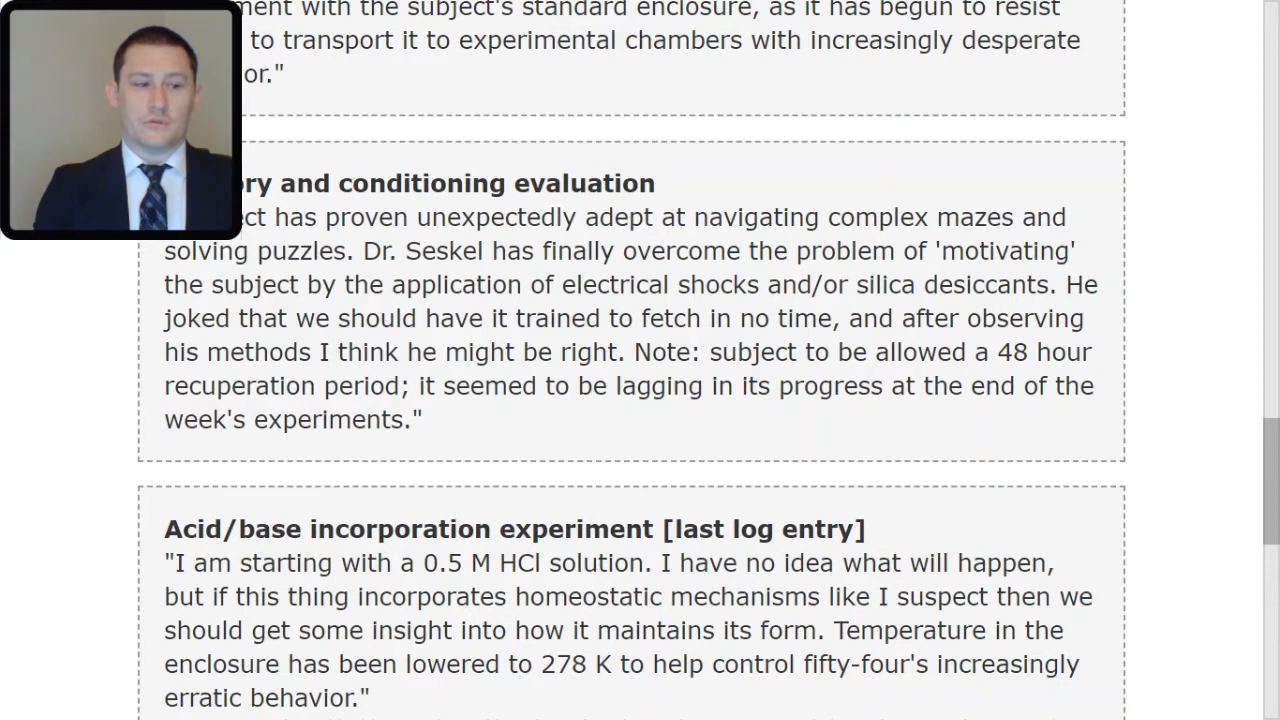 ment with the subject's standard enclosure, as it has begun to resist
to transport it to experimental chambers with increasingly desperate
or."
ry and conditioning evaluation
ect has proven unexpectedly adept at navigating complex mazes and
solving puzzles. Dr. Seskel has finally overcome the problem of 'motivating'
the subject by the application of electrical shocks and/or silica desiccants. He
joked that we should have it trained to fetch in no time, and after observing
his methods I think he might be right. Note: subject to be allowed a 48 hour
recuperation period; it seemed to be lagging in its progress at the end of the
week's experiments."
Acid/base incorporation experiment [last log entry]
"I am starting with a 0.5 M HCl solution. I have no idea what will happen,
but if this thing incorporates homeostatic mechanisms like I suspect then we
should get some insight into how it maintains its form. Temperature in the
enclosure has been lowered to 278 K to help control fifty-four's increasingly
erratic behavior."